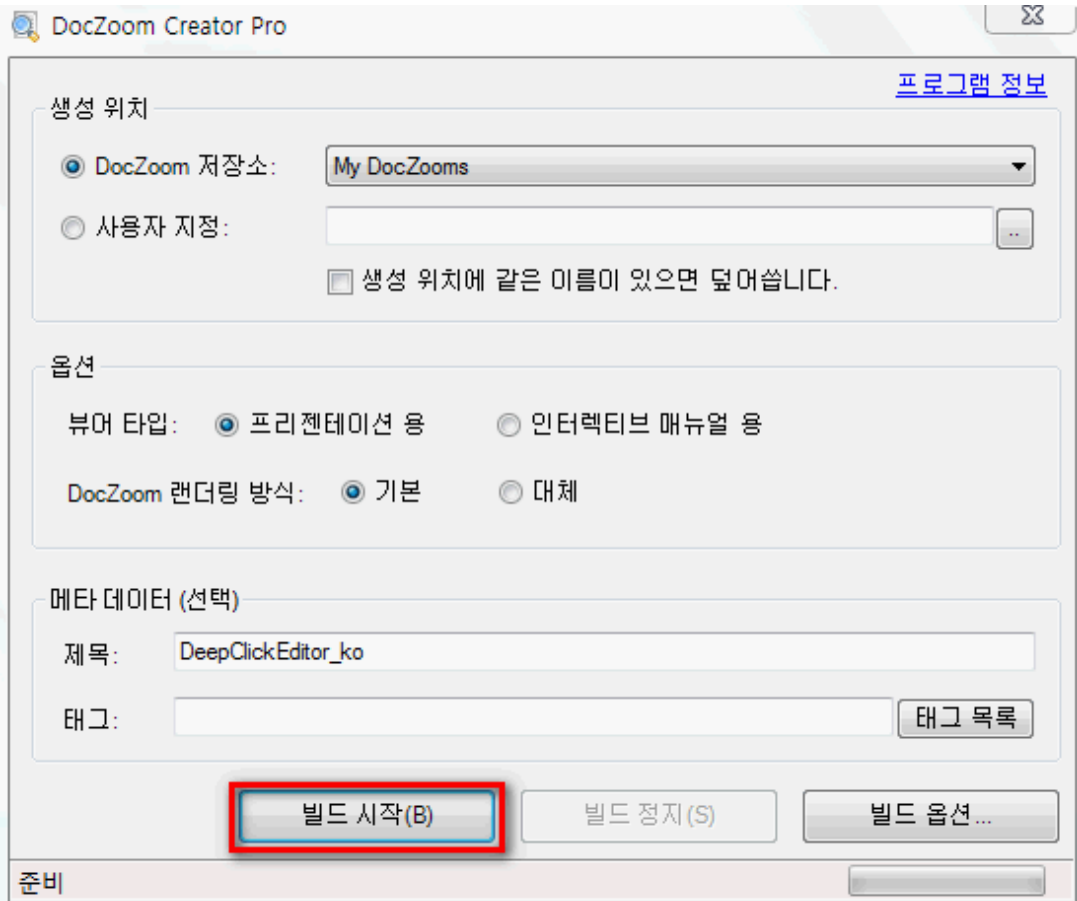 DocZoom Creator Pro
프로그램 정보
생성 위치
DocZoom 저장소: My DocZooms
사용자 지정: ..
생성 위치에 같은 이름이 있으면 덮어씁니다.
옵션
뷰어 타입: 프리젠테이션 용 인터렉티브 매뉴얼 용
DocZoom 랜더링 방식: 기본 대체
메타 데이터 (선택)
제목: DeepClickEditor_ko
태그: 태그 목록
빌드 시작(B) 빌드 정지(S) 빌드 옵션...
준비